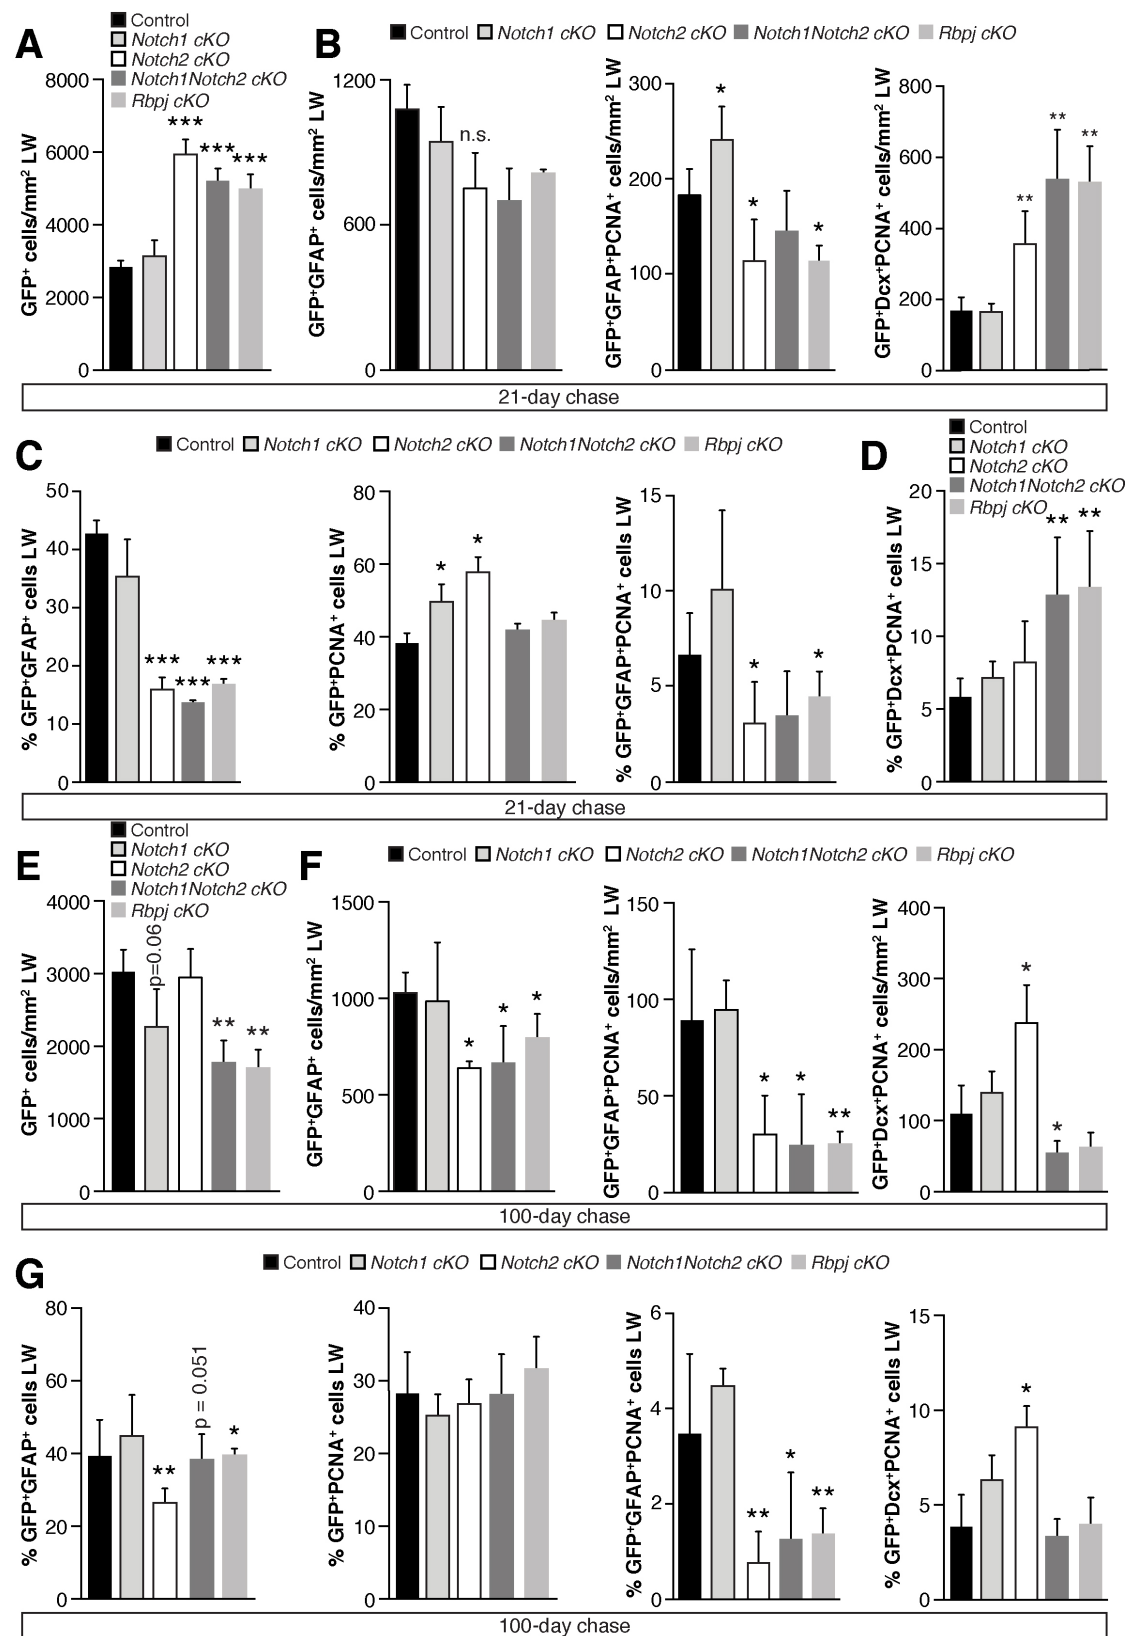 A
Control
Notch1 cKO
Notch2 cKO
Notch1Notch2 cKO
Rbpj cKO
GFP⁺ cells/mm² LW
8000
6000
4000
2000
0
***
***
***
B
Control Notch1 cKO Notch2 cKO Notch1Notch2 cKO Rbpj cKO
GFP⁺GFAP⁺ cells/mm² LW
1200
600
0
n.s.
GFP⁺GFAP⁺PCNA⁺ cells/mm² LW
300
200
100
0
*
*
*
GFP⁺Dcx⁺PCNA⁺ cells/mm² LW
800
600
400
200
0
**
**
**
21-day chase
C
Control Notch1 cKO Notch2 cKO Notch1Notch2 cKO Rbpj cKO
% GFP⁺GFAP⁺ cells LW
50
40
30
20
10
0
***
***
***
% GFP⁺PCNA⁺ cells LW
80
60
40
20
0
*
*
% GFP⁺GFAP⁺PCNA⁺ cells LW
15
10
5
0
*
*
D
Control
Notch1 cKO
Notch2 cKO
Notch1Notch2 cKO
Rbpj cKO
% GFP⁺Dcx⁺PCNA⁺ cells LW
20
15
10
5
0
**
**
21-day chase
E
Control
Notch1 cKO
Notch2 cKO
Notch1Notch2 cKO
Rbpj cKO
GFP⁺ cells/mm² LW
4000
3000
2000
1000
0
p=0.06
**
**
F
Control Notch1 cKO Notch2 cKO Notch1Notch2 cKO Rbpj cKO
GFP⁺GFAP⁺ cells/mm² LW
1500
1000
500
0
*
*
*
GFP⁺GFAP⁺PCNA⁺ cells/mm² LW
150
100
50
0
*
*
**
GFP⁺Dcx⁺PCNA⁺ cells/mm² LW
400
300
200
100
0
*
*
100-day chase
G
Control Notch1 cKO Notch2 cKO Notch1Notch2 cKO Rbpj cKO
% GFP⁺GFAP⁺ cells LW
80
60
40
20
0
**
p = 0.051
*
% GFP⁺PCNA⁺ cells LW
40
30
20
10
0
% GFP⁺GFAP⁺PCNA⁺ cells LW
6
4
2
0
**
*
**
% GFP⁺Dcx⁺PCNA⁺ cells LW
15
10
5
0
*
100-day chase